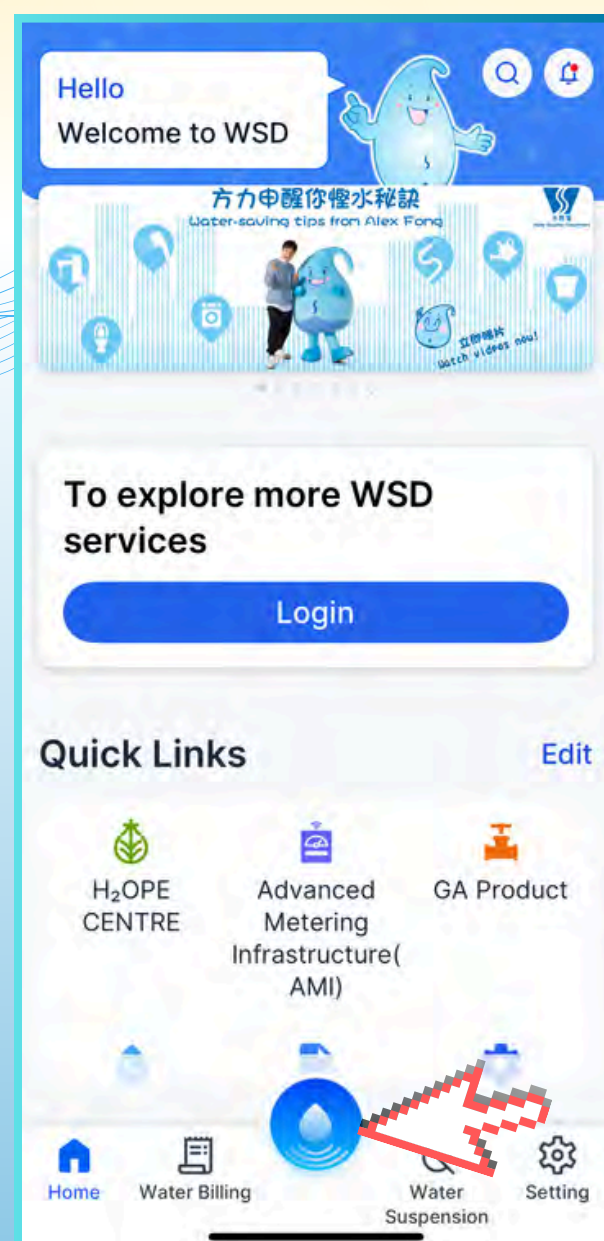 Hello
Welcome to WSD
方力申醒你慳水秘訣
Water-saving tips from Alex Fong
立即睇片
Watch videos now!
To explore more WSD
services
Login
Quick Links
Edit
H₂OPE
CENTRE
Advanced
Metering
Infrastructure(
AMI)
GA Product
Home
Water Billing
Water
Suspension
Setting